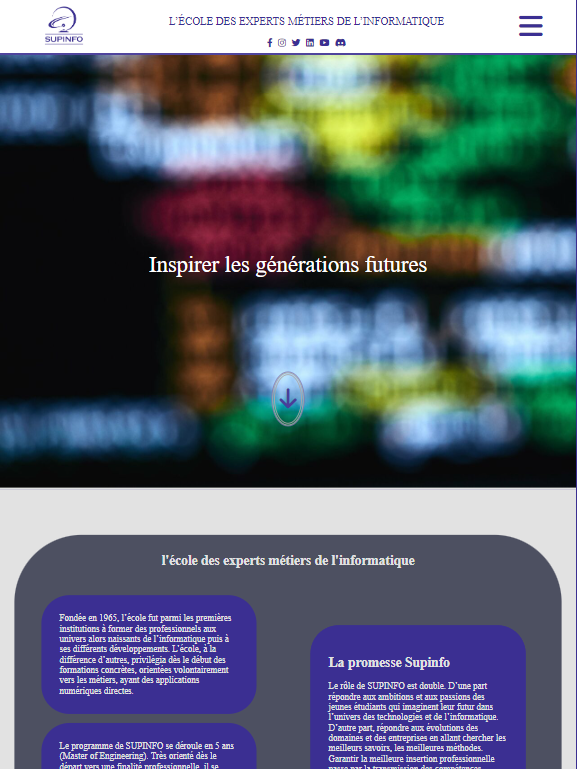 SUPINFO
L'ÉCOLE DES EXPERTS MÉTIERS DE L'INFORMATIQUE
Inspirer les générations futures
l'école des experts métiers de l'informatique
Fondée en 1965, l'école fut parmi les premières
institutions à former des professionnels aux
univers alors naissants de l'informatique puis à
ses différents développements. L'école, à la
différence d'autres, privilégia dès le début des
formations concrètes, orientées volontairement
vers les métiers, ayant des applications
numériques directes.
Le programme de SUPINFO se déroule en 5 ans
(Master of Engineering). Très orienté dès le
départ vers une finalité professionnelle, il se
La promesse Supinfo
Le rôle de SUPINFO est double. D'une part
répondre aux ambitions et aux passions des
jeunes étudiants qui imaginent leur futur dans
l'univers des technologies et de l'informatique.
D'autre part, répondre aux évolutions des
domaines et des entreprises en allant chercher les
meilleurs savoirs, les meilleures méthodes.
Garantir la meilleure insertion professionnelle
passe par la transmission des compétences